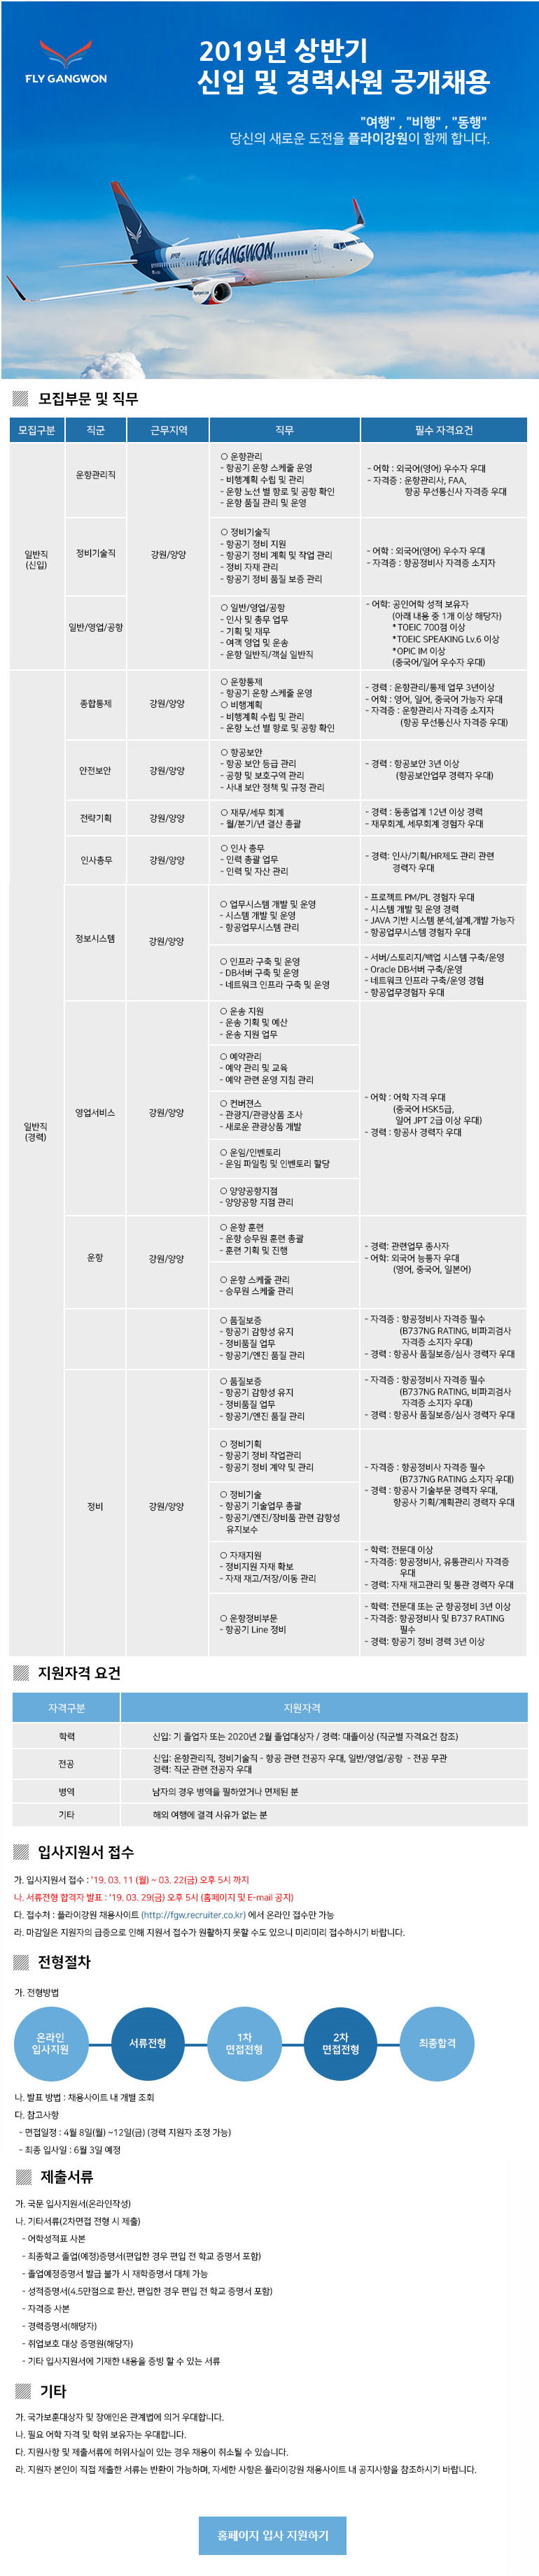 FLY GANGWON
2019년 상반기
신입 및 경력사원 공개채용
"여행" , "비행" , "동행"
당신의 새로운 도전을 플라이강원이 함께 합니다.
FLY GANGWON
모집부문 및 직무
모집구분 직군 근무지역 직무 필수 자격요건
일반직
(신입)
운항관리직
강원/양양
○ 운항관리
- 항공기 운항 스케줄 운영
- 비행계획 수립 및 관리
- 운항 노선 별 항로 및 공항 확인
- 운항 품질 관리 및 운영
- 어학 : 외국어(영어) 우수자 우대
- 자격증 : 운항관리사, FAA,
항공 무선통신사 자격증 우대
정비기술직
○ 정비기술직
- 항공기 정비 지원
- 항공기 정비 계획 및 작업 관리
- 정비 자재 관리
- 항공기 정비 품질 보증 관리
- 어학 : 외국어(영어) 우수자 우대
- 자격증 : 항공정비사 자격증 소지자
일반/영업/공항
○ 일반/영업/공항
- 인사 및 총무 업무
- 기획 및 재무
- 여객 영업 및 운송
- 운항 일반직/객실 일반직
- 어학: 공인어학 성적 보유자
(아래 내용 중 1개 이상 해당자)
*TOEIC 700점 이상
*TOEIC SPEAKING Lv.6 이상
*OPIC IM 이상
(중국어/일어 우수자 우대)
일반직
(경력)
종합통제
강원/양양
○ 운항통제
- 항공기 운항 스케줄 운영
○ 비행계획
- 비행계획 수립 및 관리
- 운항 노선 별 항로 및 공항 확인
- 경력 : 운항관리/통제 업무 3년이상
- 어학 : 영어, 일어, 중국어 가능자 우대
- 자격증 : 운항관리사 자격증 소지자
(항공 무선통신사 자격증 우대)
안전보안
강원/양양
○ 항공보안
- 항공 보안 등급 관리
- 공항 및 보호구역 관리
- 사내 보안 정책 및 규정 관리
- 경력 : 항공보안 3년 이상
(항공보안업무 경력자 우대)
전략기획
강원/양양
○ 재무/세무 회계
- 월/분기/년 결산 총괄
- 경력 : 동종업계 12년 이상 경력
- 재무회계, 세무회계 경험자 우대
인사총무
강원/양양
○ 인사 총무
- 인력 총괄 업무
- 인력 및 자산 관리
- 경력: 인사/기획/HR제도 관리 관련
경력자 우대
정보시스템
강원/양양
○ 업무시스템 개발 및 운영
- 시스템 개발 및 운영
- 항공업무시스템 관리
- 프로젝트 PM/PL 경험자 우대
- 시스템 개발 및 운영 경력
- JAVA 기반 시스템 분석,설계,개발 가능자
- 항공업무시스템 경험자 우대
○ 인프라 구축 및 운영
- DB서버 구축 및 운영
- 네트워크 인프라 구축 및 운영
- 서버/스토리지/백업 시스템 구축/운영
- Oracle DB서버 구축/운영
- 네트워크 인프라 구축/운영 경험
- 항공업무경험자 우대
영업서비스
강원/양양
○ 운송 지원
- 운송 기획 및 예산
- 운송 지원 업무
○ 예약관리
- 예약 관리 및 교육
- 예약 관련 운영 지침 관리
○ 컨버젼스
- 관광지/관광상품 조사
- 새로운 관광상품 개발
○ 운임/인벤토리
- 운임 파일링 및 인벤토리 할당
○ 양양공항지점
- 양양공항 지점 관리
- 어학 : 어학 자격 우대
(중국어 HSK5급,
일어 JPT 2급 이상 우대)
- 경력 : 항공사 경력자 우대
운항
강원/양양
○ 운항 훈련
- 운항 승무원 훈련 총괄
- 훈련 기획 및 진행
○ 운항 스케줄 관리
- 승무원 스케줄 관리
- 경력: 관련업무 종사자
- 어학: 외국어 능통자 우대
(영어, 중국어, 일본어)
○ 품질보증
- 항공기 감항성 유지
- 정비품질 업무
- 항공기/엔진 품질 관리
- 자격증 : 항공정비사 자격증 필수
(B737NG RATING, 비파괴검사
자격증 소지자 우대)
- 경력 : 항공사 품질보증/심사 경력자 우대
정비
강원/양양
○ 품질보증
- 항공기 감항성 유지
- 정비품질 업무
- 항공기/엔진 품질 관리
- 자격증 : 항공정비사 자격증 필수
(B737NG RATING, 비파괴검사
자격증 소지자 우대)
- 경력 : 항공사 품질보증/심사 경력자 우대
○ 정비기획
- 항공기 정비 작업관리
- 항공기 정비 계약 및 관리
○ 정비기술
- 항공기 기술업무 총괄
- 항공기/엔진/장비품 관련 감항성
유지보수
- 자격증 : 항공정비사 자격증 필수
(B737NG RATING 소지자 우대)
- 경력 : 항공사 기술부문 경력자 우대,
항공사 기획/계획관리 경력자 우대
○ 자재지원
- 정비지원 자재 확보
- 자재 재고/저장/이동 관리
- 학력: 전문대 이상
- 자격증: 항공정비사, 유통관리사 자격증
우대
- 경력: 자재 재고관리 및 통관 경력자 우대
○ 운항정비부문
- 항공기 Line 정비
- 학력: 전문대 또는 군 항공정비 3년 이상
- 자격증: 항공정비사 및 B737 RATING
필수
- 경력: 항공기 정비 경력 3년 이상
지원자격 요건
자격구분 지원자격
학력 신입: 기 졸업자 또는 2020년 2월 졸업대상자 / 경력: 대졸이상 (직군별 자격요건 참조)
전공 신입: 운항관리직, 정비기술직 - 항공 관련 전공자 우대, 일반/영업/공항 - 전공 무관
경력: 직군 관련 전공자 우대
병역 남자의 경우 병역을 필하였거나 면제된 분
기타 해외 여행에 결격 사유가 없는 분
입사지원서 접수
가. 입사지원서 접수 : '19. 03. 11 (월) ~ 03. 22(금) 오후 5시 까지
나. 서류전형 합격자 발표 : '19. 03. 29(금) 오후 5시 (홈페이지 및 E-mail 공지)
다. 접수처 : 플라이강원 채용사이트 (http://fgw.recruiter.co.kr) 에서 온라인 접수만 가능
라. 마감일은 지원자의 급증으로 인해 지원서 접수가 원활하지 못할 수도 있으니 미리미리 접수하시기 바랍니다.
전형절차
가. 전형방법
온라인
입사지원
서류전형
1차
면접전형
2차
면접전형
최종합격
나. 발표 방법 : 채용사이트 내 개별 조회
다. 참고사항
- 면접일정 : 4월 8일(월) ~12일(금) (경력 지원자 조정 가능)
- 최종 입사일 : 6월 3일 예정
제출서류
가. 국문 입사지원서(온라인작성)
나. 기타서류(2차면접 전형 시 제출)
- 어학성적표 사본
- 최종학교 졸업(예정)증명서(편입한 경우 편입 전 학교 증명서 포함)
- 졸업예정증명서 발급 불가 시 재학증명서 대체 가능
- 성적증명서(4.5만점으로 환산, 편입한 경우 편입 전 학교 증명서 포함)
- 자격증 사본
- 경력증명서(해당자)
- 취업보호 대상 증명원(해당자)
- 기타 입사지원서에 기재한 내용을 증빙 할 수 있는 서류
기타
가. 국가보훈대상자 및 장애인은 관계법에 의거 우대합니다.
나. 필요 어학 자격 및 학위 보유자는 우대합니다.
다. 지원사항 및 제출서류에 허위사실이 있는 경우 채용이 취소될 수 있습니다.
라. 지원자 본인이 직접 제출한 서류는 반환이 가능하며, 자세한 사항은 플라이강원 채용사이트 내 공지사항을 참조하시기 바랍니다.
홈페이지 입사 지원하기